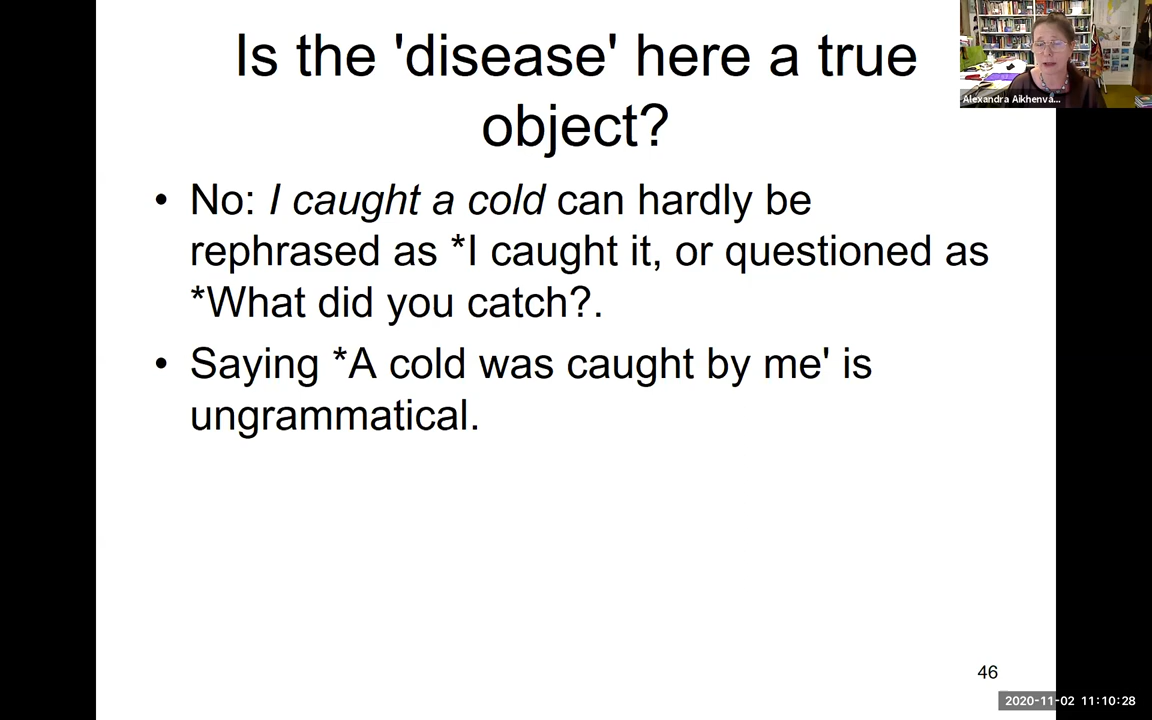 Is the 'disease' here a true
object?
Alexandra Aikhenva...
• No: I caught a cold can hardly be
rephrased as *I caught it, or questioned as
*What did you catch?.
• Saying *A cold was caught by me' is
ungrammatical.
46
2020-11-02 11:10:28